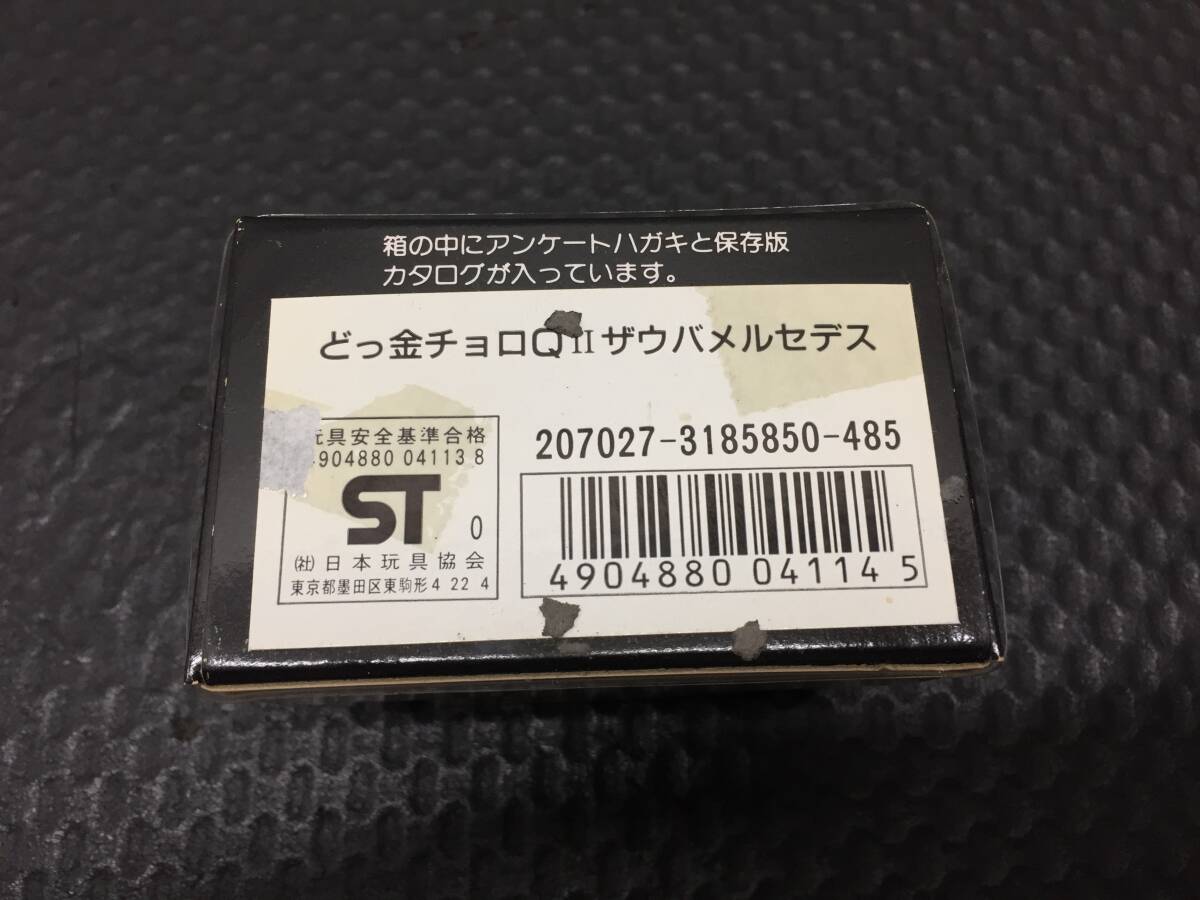 箱の中にアンケートハガキと保存版
カタログが入っています。
どっ金チョロQⅡザウバメルセデス
玩具安全基準合格
4904880 04113 8
ST 0
(社)日本玩具協会
東京都墨田区東駒形4 22 4
207027-3185850-485
4904880 04114 5